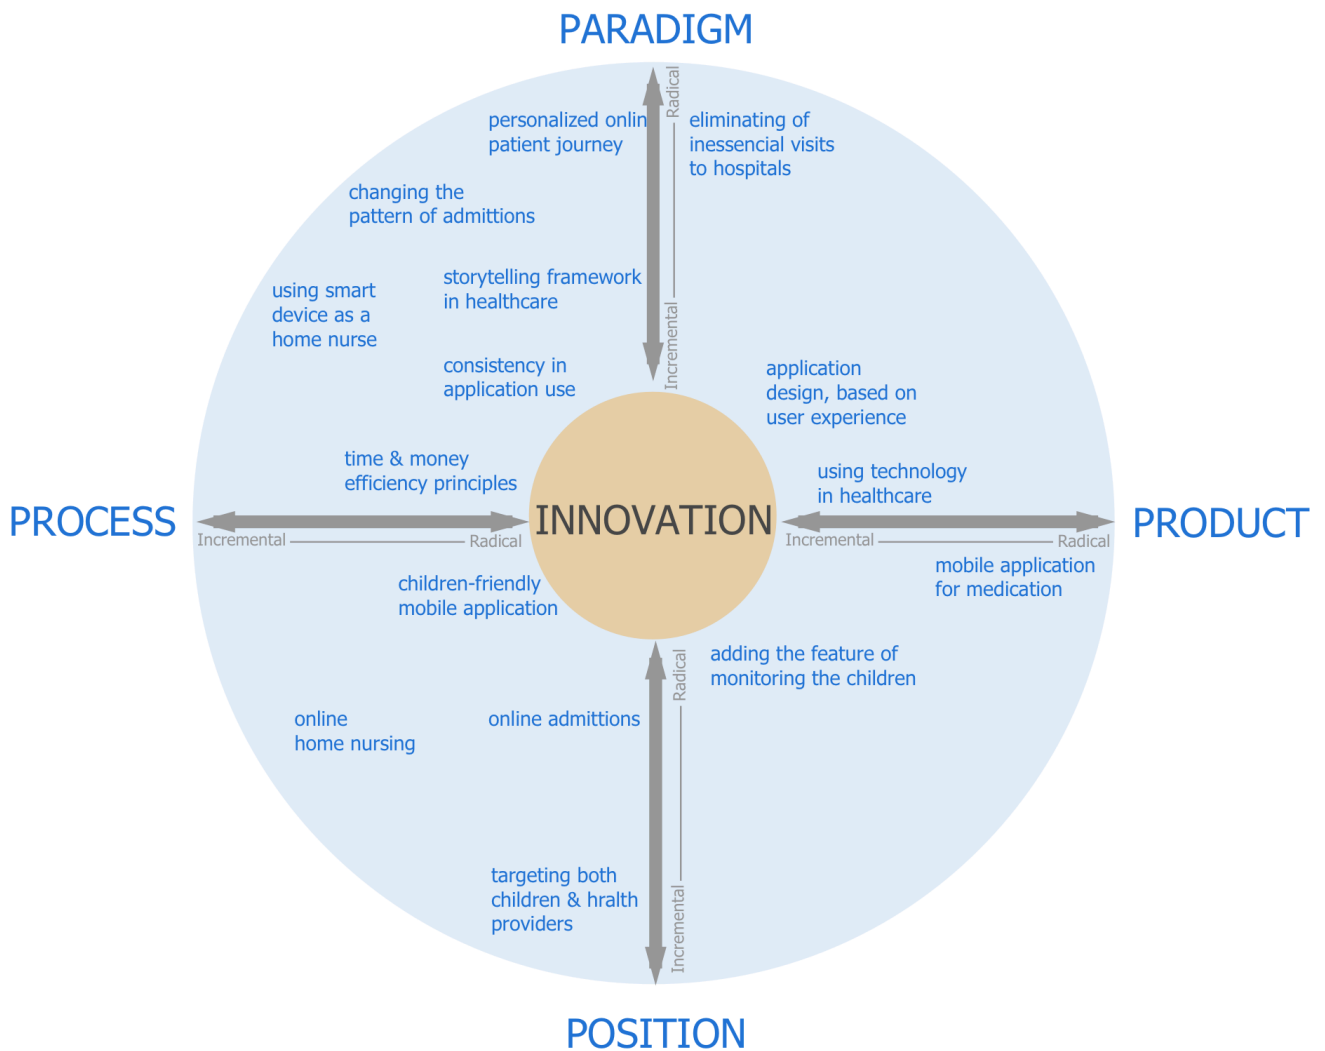 PARADIGM
Radical
personalized onlin
patient journey
eliminating of
inessencial visits
to hospitals
changing the
pattern of admittions
storytelling framework
in healthcare
using smart
device as a
home nurse
Incremental
consistency in
application use
application
design, based on
user experience
time & money
efficiency principles
using technology
in healthcare
PROCESS
INNOVATION
PRODUCT
Incremental
Radical
Incremental
Radical
mobile application
for medication
children-friendly
mobile application
Radical
adding the feature of
monitoring the children
online
home nursing
online admittions
targeting both
children & hralth
providers
Incremental
POSITION